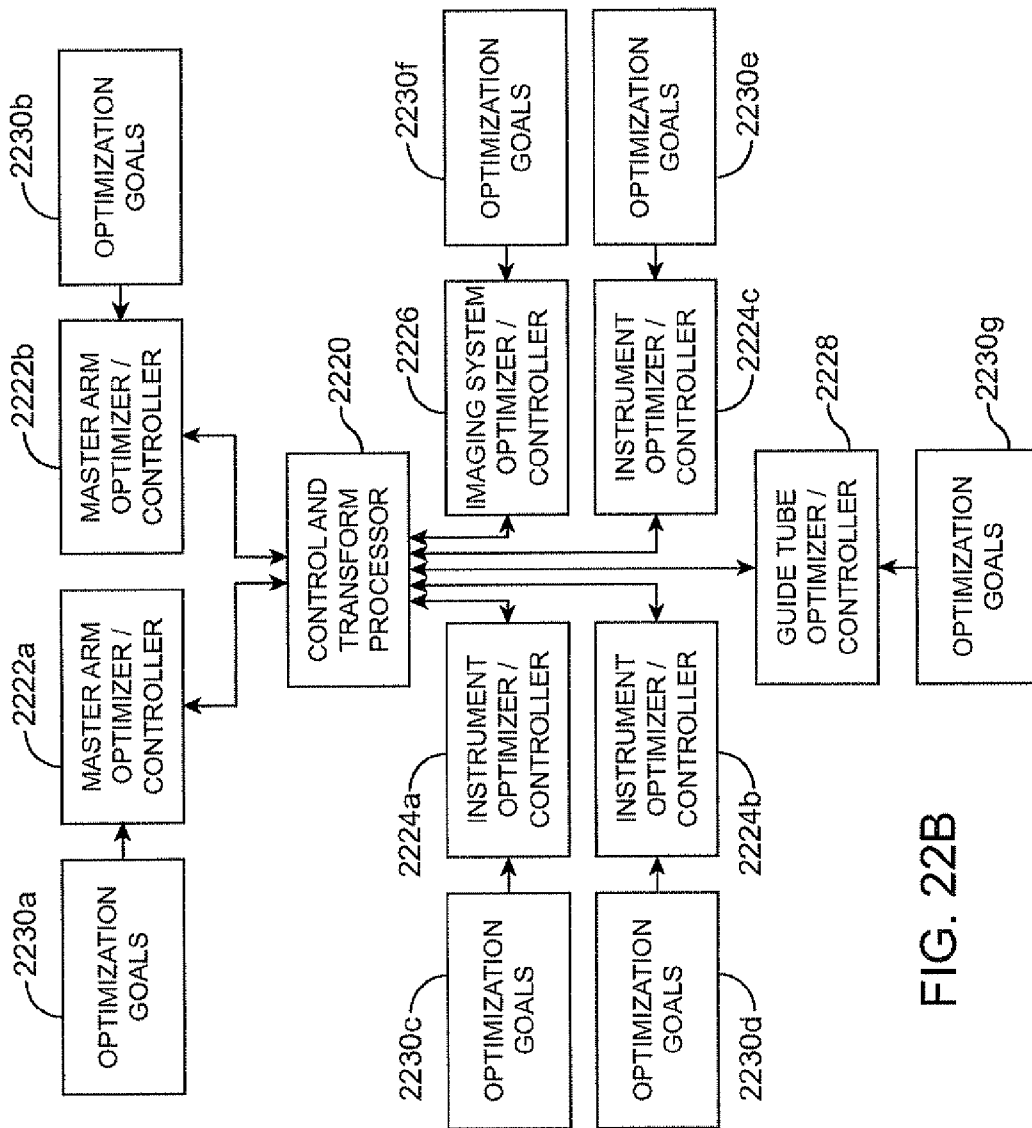 2230a
OPTIMIZATION
GOALS
2222a
MASTER ARM
OPTIMIZER /
CONTROLLER
2222b
MASTER ARM
OPTIMIZER /
CONTROLLER
2230b
OPTIMIZATION
GOALS
2220
CONTROL AND
TRANSFORM
PROCESSOR
2230c
OPTIMIZATION
GOALS
2224a
INSTRUMENT
OPTIMIZER /
CONTROLLER
2226
IMAGING SYSTEM
OPTIMIZER /
CONTROLLER
2230f
OPTIMIZATION
GOALS
2230d
OPTIMIZATION
GOALS
2224b
INSTRUMENT
OPTIMIZER /
CONTROLLER
2224c
INSTRUMENT
OPTIMIZER /
CONTROLLER
2230e
OPTIMIZATION
GOALS
2228
GUIDE TUBE
OPTIMIZER /
CONTROLLER
2230g
OPTIMIZATION
GOALS
FIG. 22B